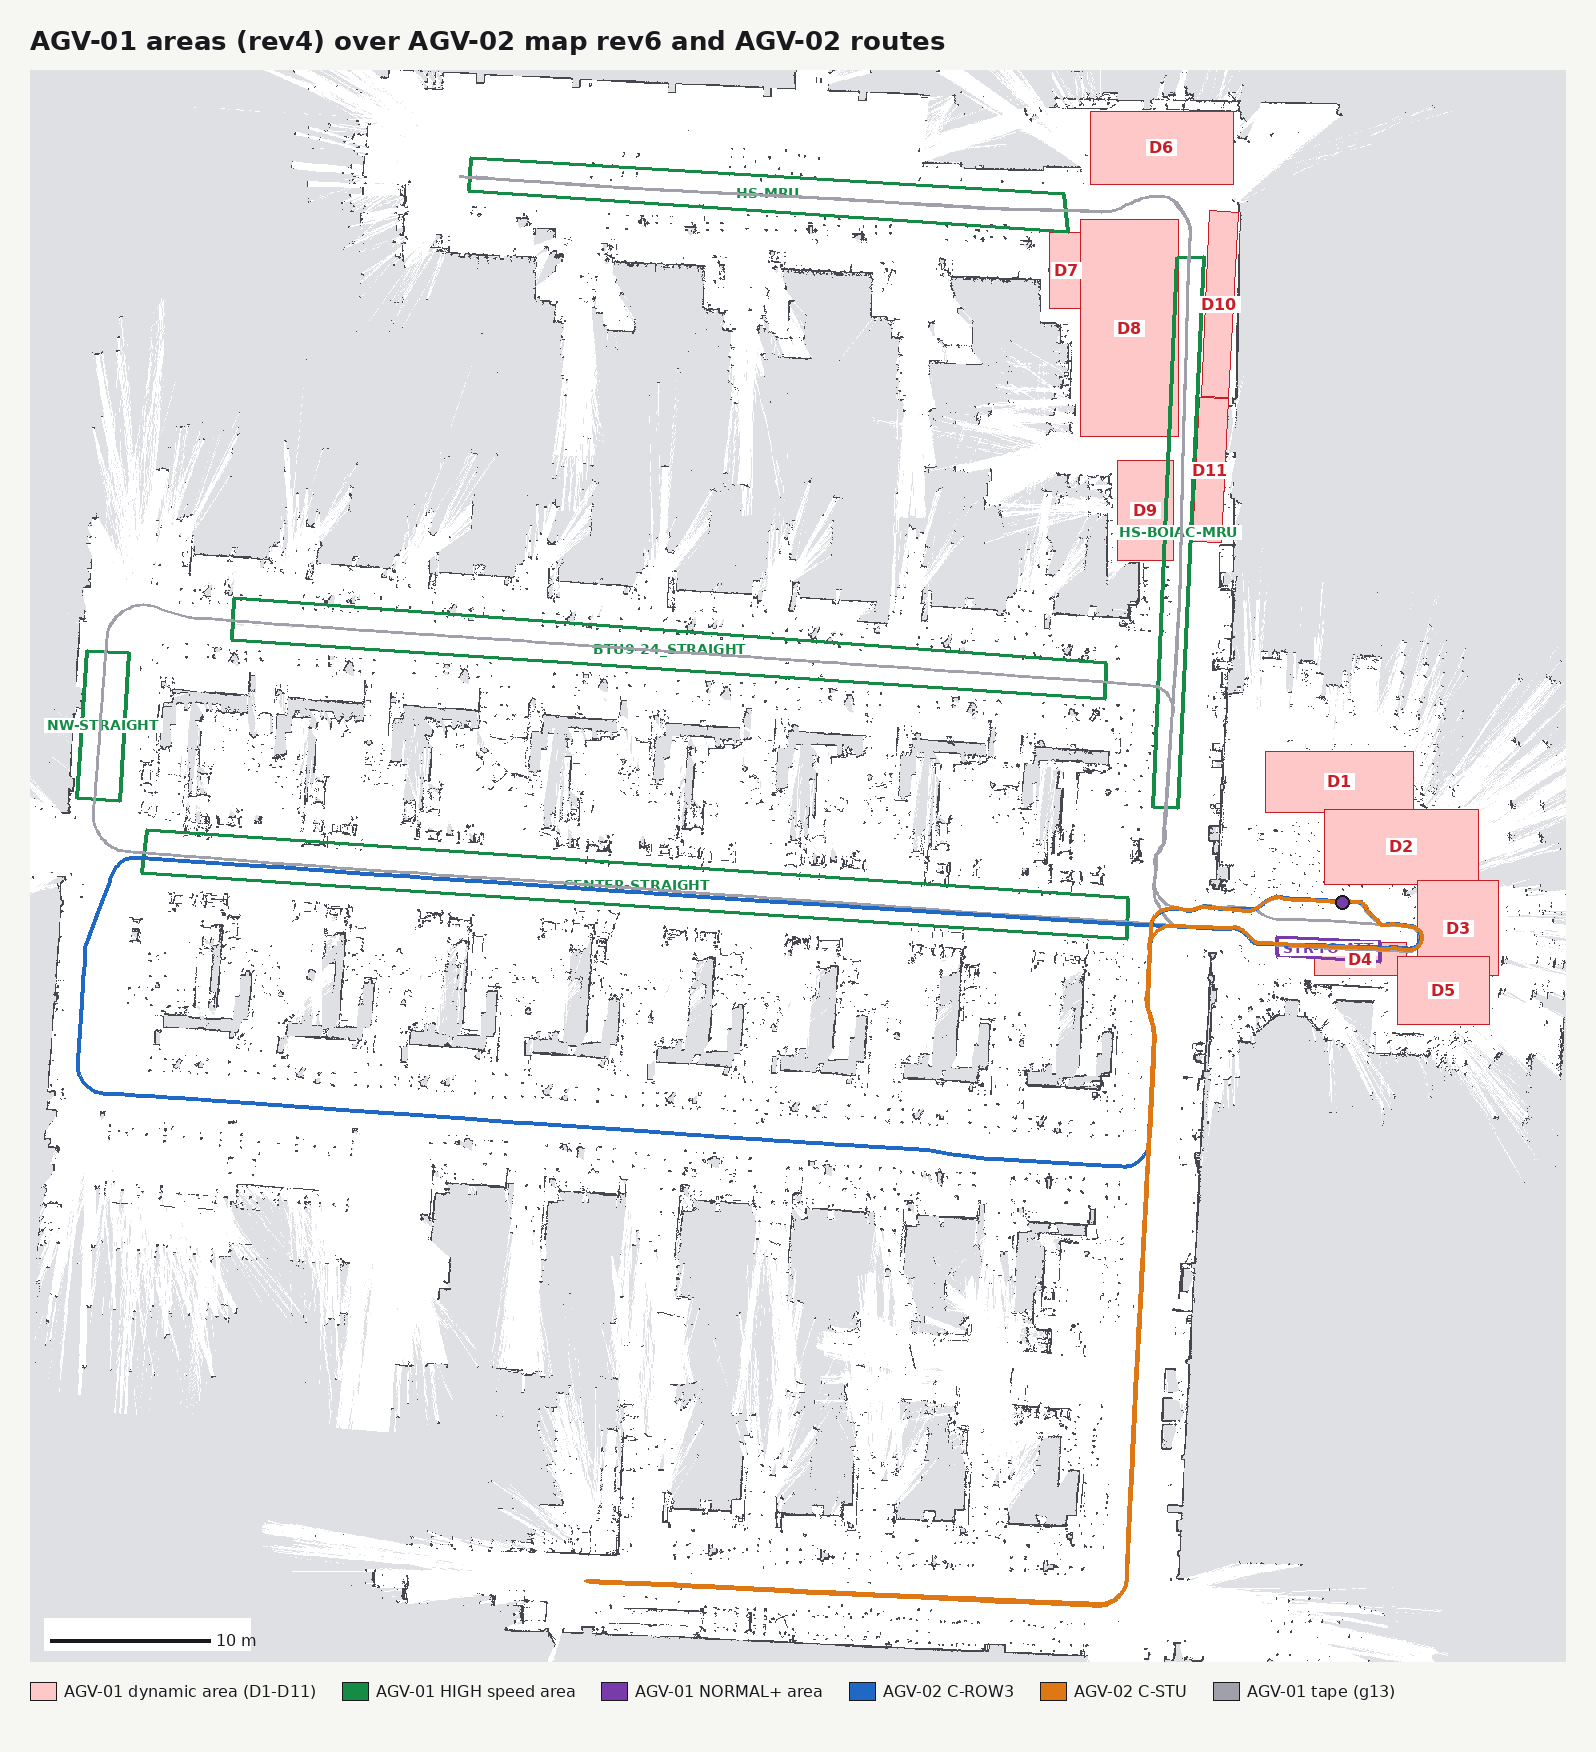 AGV-01 areas (rev4) over AGV-02 map rev6 and AGV-02 routes
D6
HS-MRU
D7
D10
D8
D11
D9
HS-BOIAC-MRU
BTU9-24_STRAIGHT
NW-STRAIGHT
D1
D2
CENTER-STRAIGHT
D3
D4
D5
10 m
AGV-01 dynamic area (D1-D11)
AGV-01 HIGH speed area
AGV-01 NORMAL+ area
AGV-02 C-ROW3
AGV-02 C-STU
AGV-01 tape (g13)